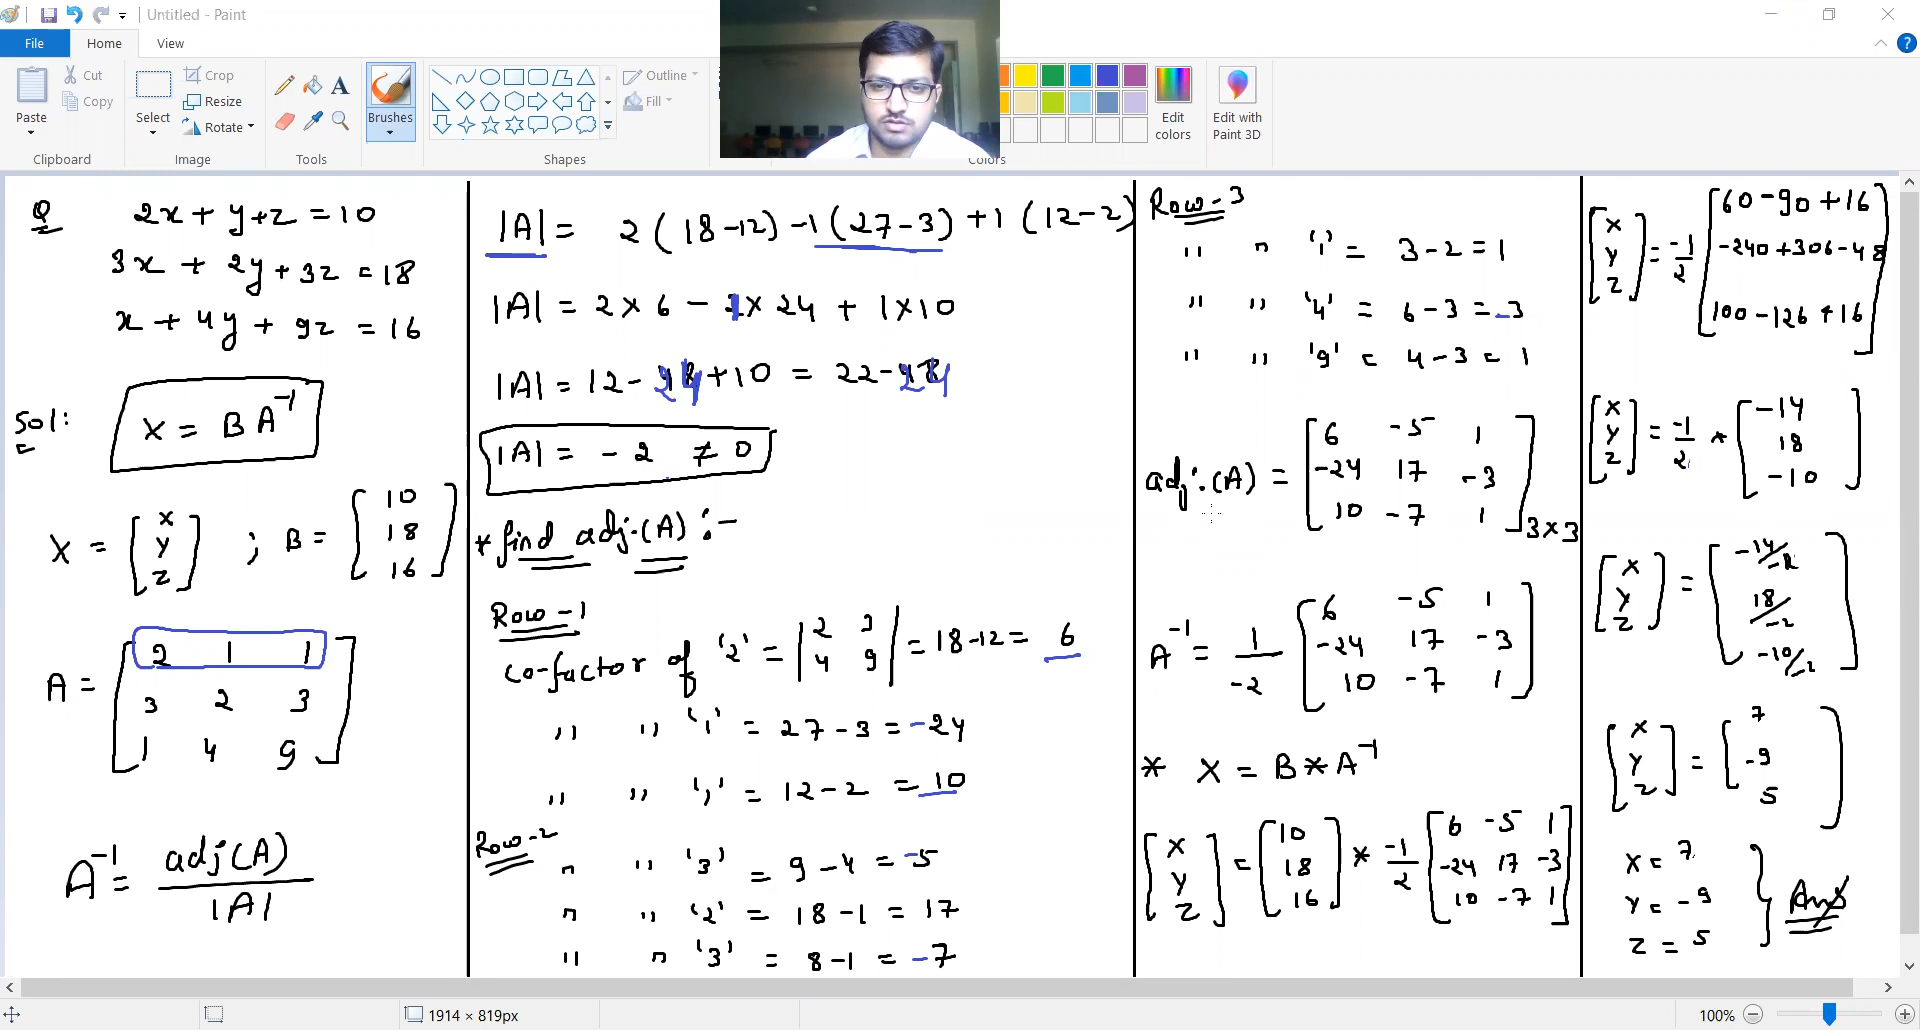 Untitled - Paint
File Home View
Cut
Copy
Paste
Clipboard
Crop
Resize
Rotate
Select
Image
Tools
Brushes
Outline
Fill
Shapes
Edit colors
Edit with Paint 3D
Colors
Q 2x + y + z = 10
3x + 2y + 3z = 18
x + 4y + 9z = 16
Sol: X = B A⁻¹
X = [x y z] ; B = [10 18 16]
A = [2 1 1
3 2 3
1 4 9]
A⁻¹ = adj(A) / |A|
|A| = 2 (18-12) -1 (27-3) +1 (12-2)
|A| = 2 × 6 - 1 × 24 + 1 × 10
|A| = 12 - 24 + 10 = 22 - 24
|A| = -2 ≠ 0
* find adj.(A) :-
Row-1
co-factor of '2' = |2 3 4 9| = 18-12 = 6
" " '1' = 27-3 = -24
" " '1' = 12-2 = 10
Row-2
" " '3' = 9-4 = -5
" " '2' = 18-1 = 17
" " '3' = 8-1 = -7
Row-3
" " '1' = 3-2 = 1
" " '4' = 6-3 = -3
" " '9' = 4-3 = 1
adj.(A) = [6 -5 1
-24 17 -3
10 -7 1] 3×3
A⁻¹ = 1/-2 [6 -5 1
-24 17 -3
10 -7 1]
* X = B * A⁻¹
[x y z] = [10 18 16] * -1/2 [6 -5 1
-24 17 -3
10 -7 1]
[x y z] = -1/2 [60-90+16
-240+306-48
100-126+16]
[x y z] = -1/2 * [-14 18 -10]
[x y z] = [-14/-2 18/-2 -10/-2]
[x y z] = [7 -9 5]
x = 7
y = -9
z = 5
Ans
1914 × 819px
100%